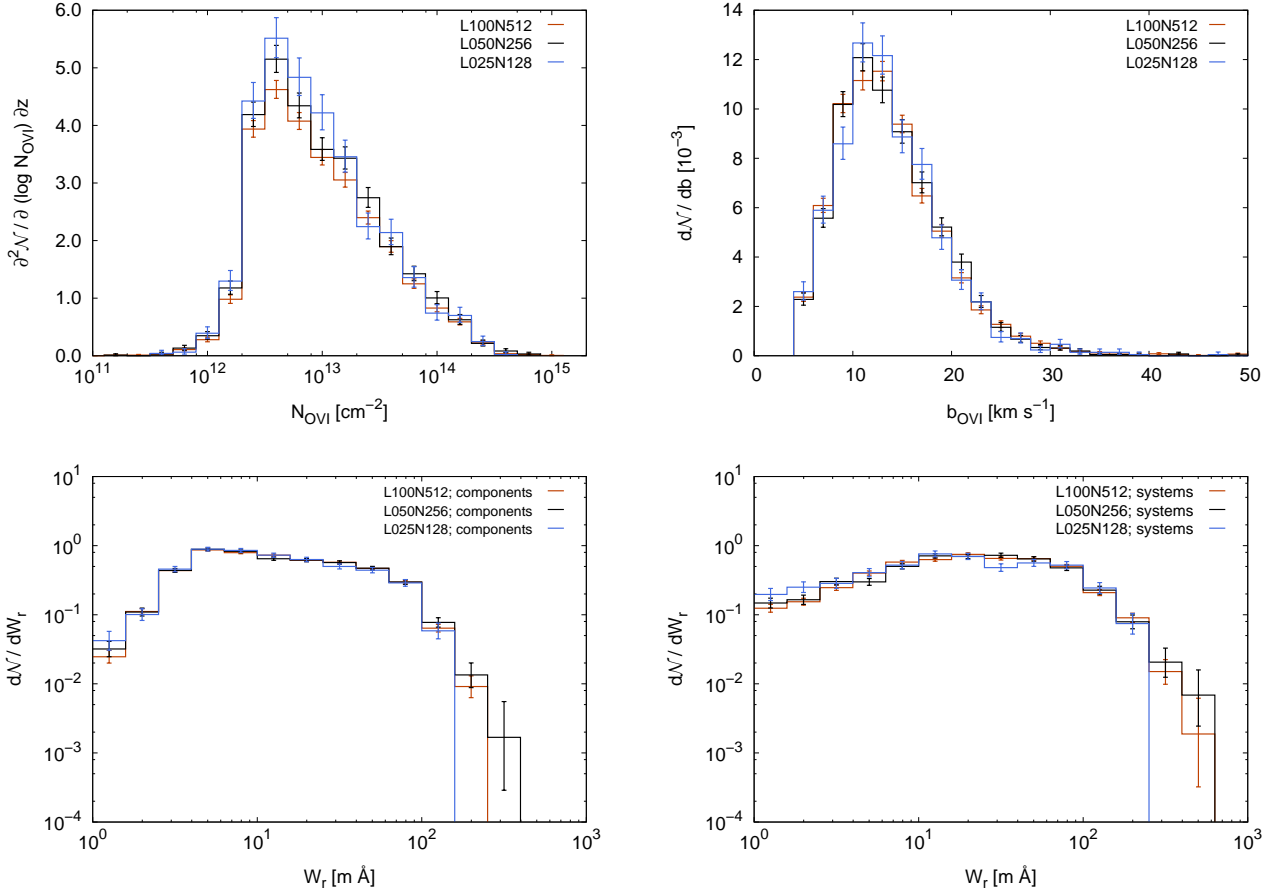 6.0
5.0
4.0
3.0
2.0
1.0
0.0
∂²𝒩 / ∂ (log N_OVI) ∂z
L100N512
L050N256
L025N128
10¹¹ 10¹² 10¹³ 10¹⁴ 10¹⁵
N_OVI [cm⁻²]
14
12
10
8
6
4
2
0
d𝒩 / db [10⁻³]
L100N512
L050N256
L025N128
0 10 20 30 40 50
b_OVI [km s⁻¹]
10¹
10⁰
10⁻¹
10⁻²
10⁻³
10⁻⁴
d𝒩 / dW_r
L100N512; components
L050N256; components
L025N128; components
10⁰ 10¹ 10² 10³
W_r [m Å]
10¹
10⁰
10⁻¹
10⁻²
10⁻³
10⁻⁴
d𝒩 / dW_r
L100N512; systems
L050N256; systems
L025N128; systems
10⁰ 10¹ 10² 10³
W_r [m Å]